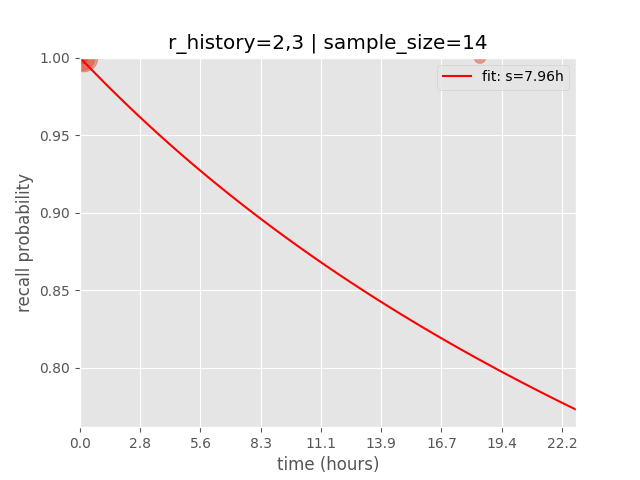 r_history=2,3 | sample_size=14
fit: s=7.96h
recall probability
1.00
0.95
0.90
0.85
0.80
0.0 2.8 5.6 8.3 11.1 13.9 16.7 19.4 22.2
time (hours)